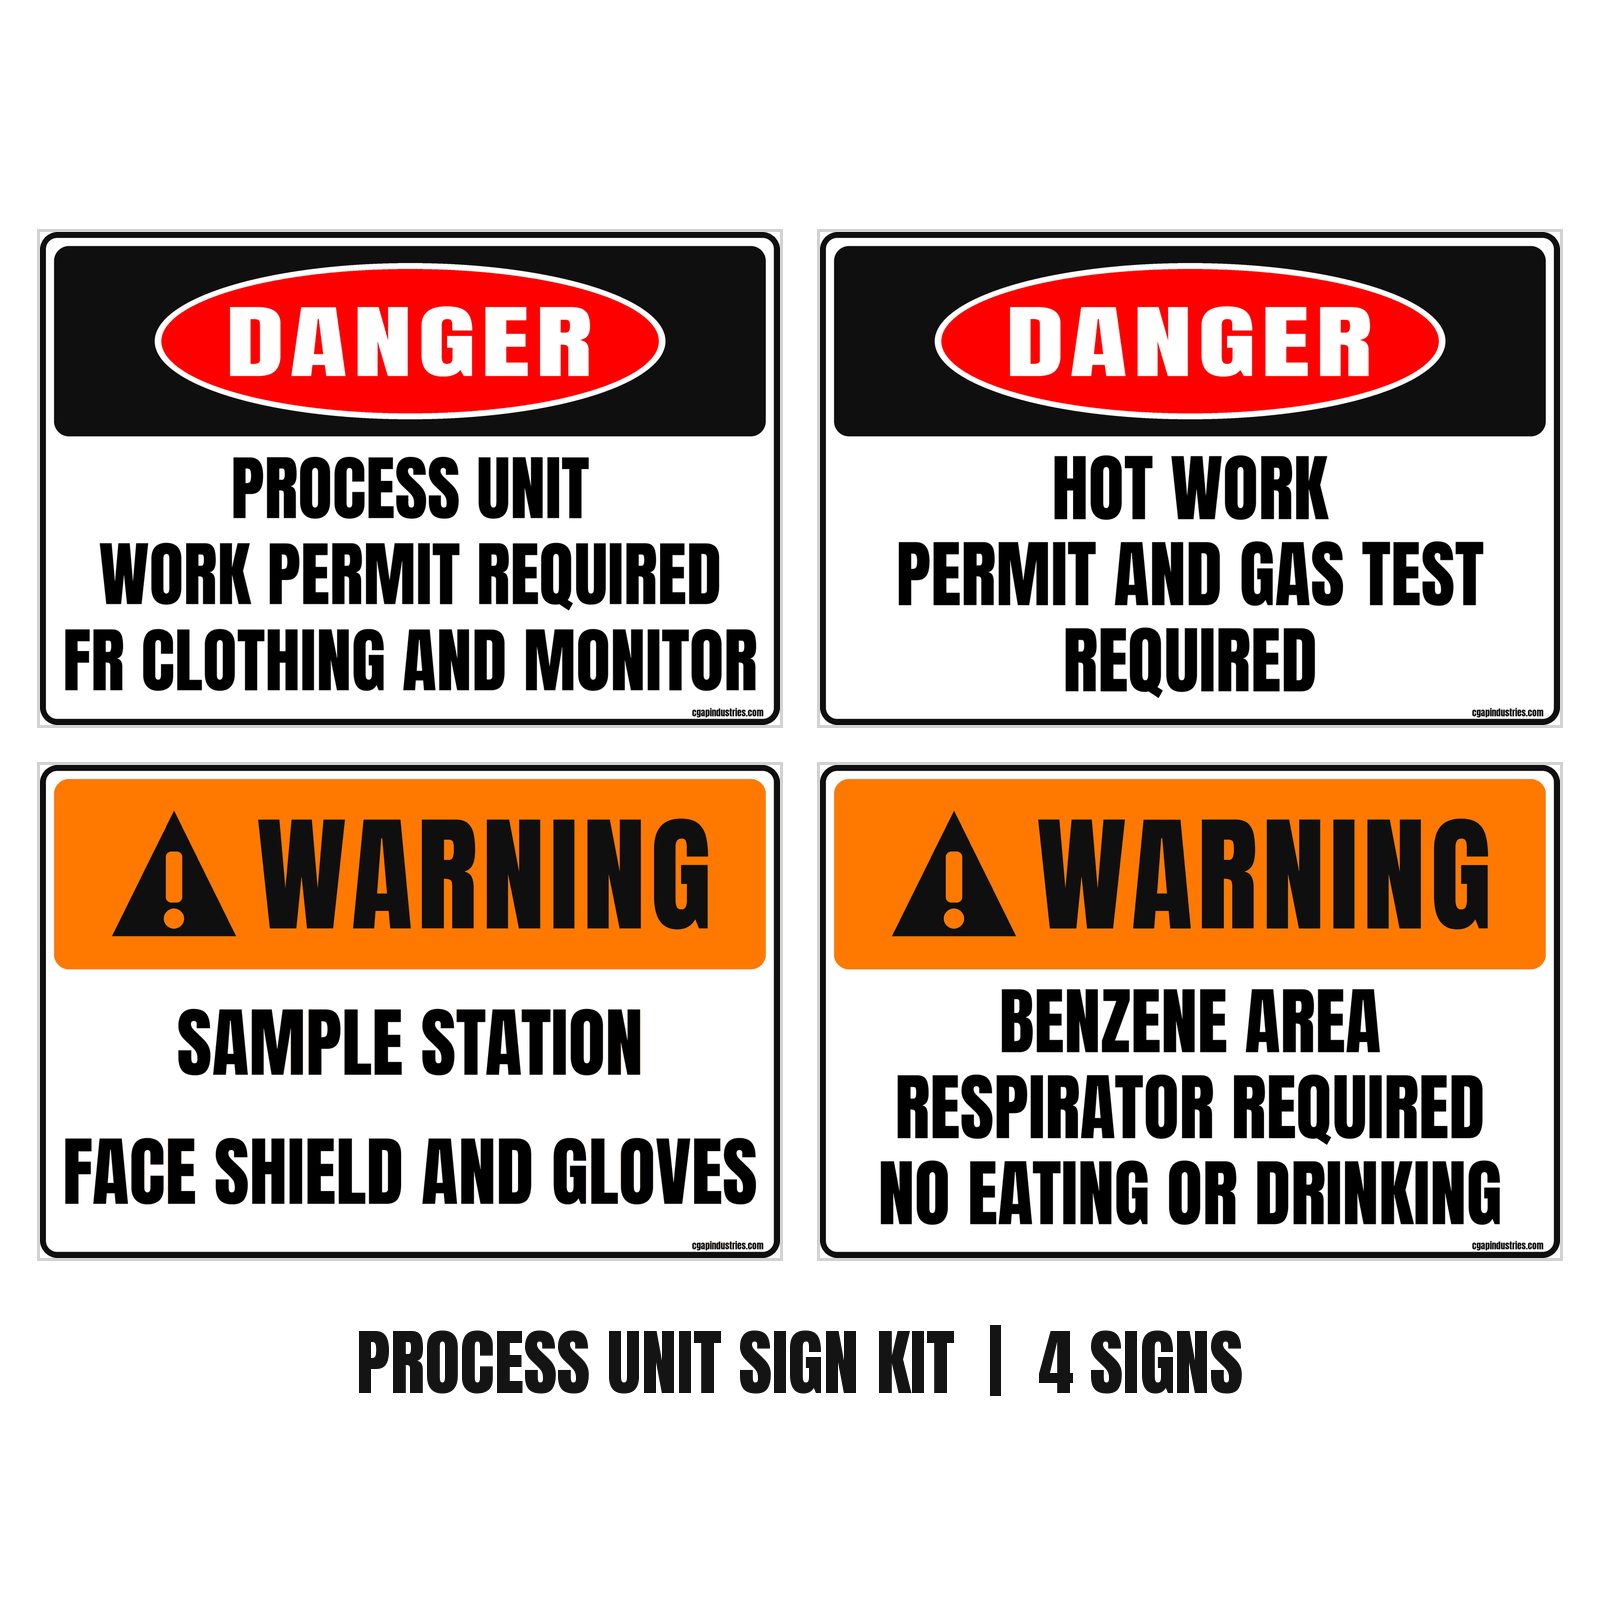 DANGER
PROCESS UNIT
WORK PERMIT REQUIRED
FR CLOTHING AND MONITOR
cgapindustries.com
DANGER
HOT WORK
PERMIT AND GAS TEST
REQUIRED
cgapindustries.com
WARNING
SAMPLE STATION
FACE SHIELD AND GLOVES
cgapindustries.com
WARNING
BENZENE AREA
RESPIRATOR REQUIRED
NO EATING OR DRINKING
cgapindustries.com
PROCESS UNIT SIGN KIT | 4 SIGNS